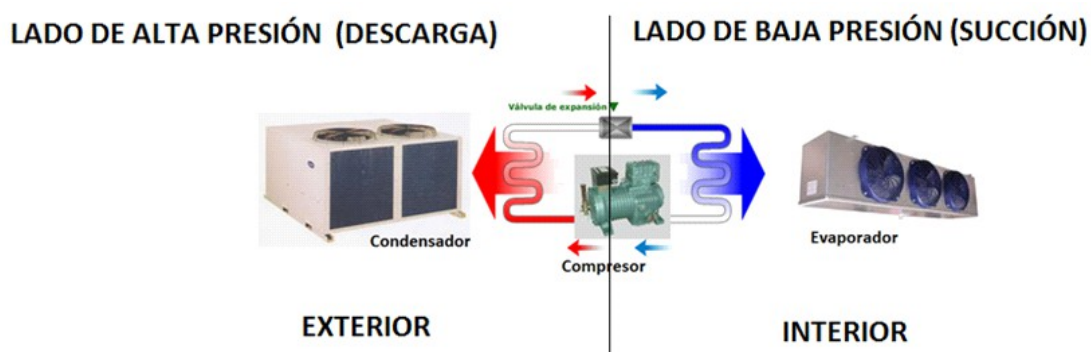 LADO DE ALTA PRESIÓN (DESCARGA)
LADO DE BAJA PRESIÓN (SUCCIÓN)
Válvula de expansión
Condensador
Compresor
Evaporador
EXTERIOR
INTERIOR